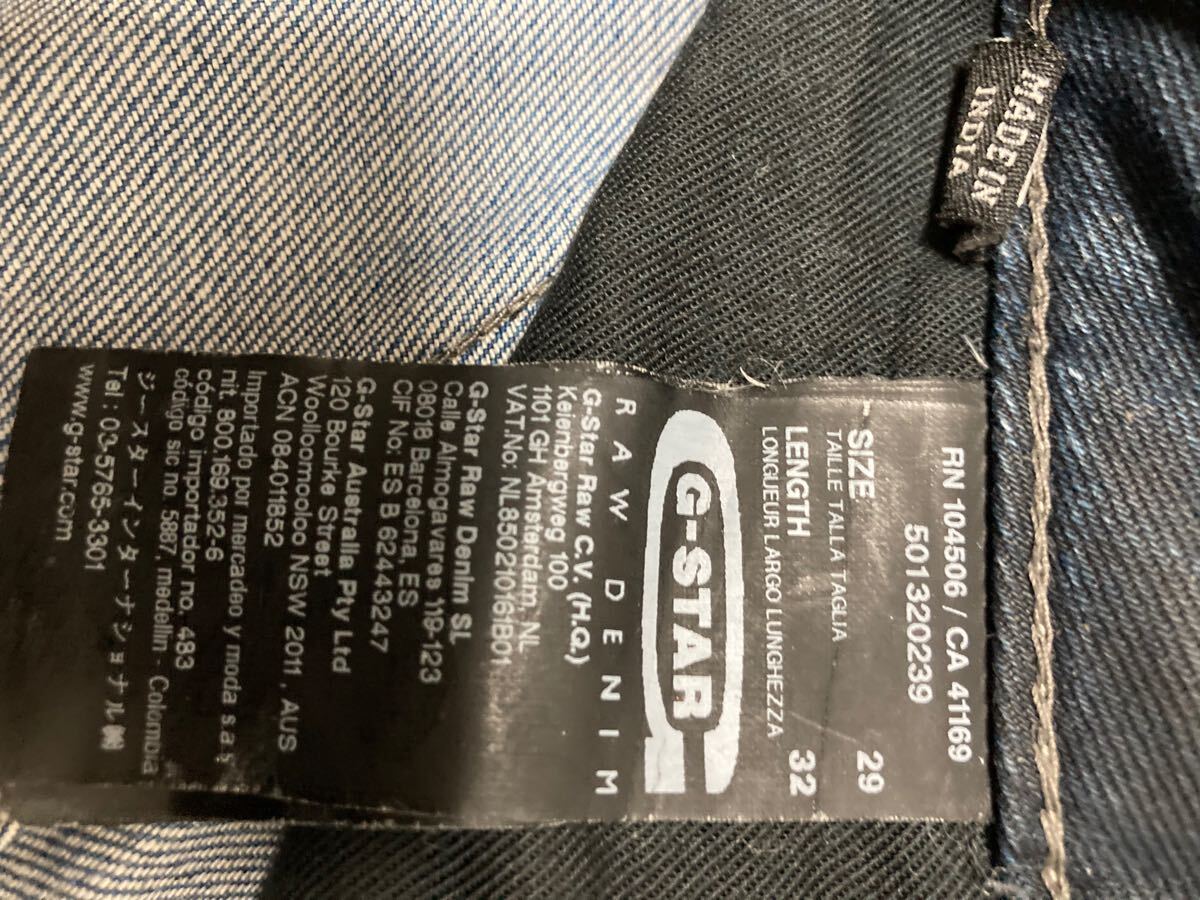 MADE IN
INDIA
RN 104506 / CA 41169
5013202239
SIZE 29
TAILLE TALLA TAGLIA
LENGTH 32
LONGUEUR LARGO LUNGHEZZA
G-STAR
RAW DENIM
G-Star Raw C.V. (H.Q.)
Keienbergweg 100
1101 GH Amsterdam, NL
VAT.No: NL850210161B01
G-Star Raw Denim SL
Calle Almogavares 119-123
08018 Barcelona, ES
CIF No: ES B 62443247
G-Star Australia Pty Ltd
120 Bourke Street
Woolloomooloo NSW 2011 , AUS
ACN 08401852
Importado por mercadeo y moda s.a.s
nit. 800.169.352-6
código importador no. 483
código sic no. 5887, medellin - Colombia
ジースターインターナショナル㈱
Tel : 03-5765-3301
www.g-star.com